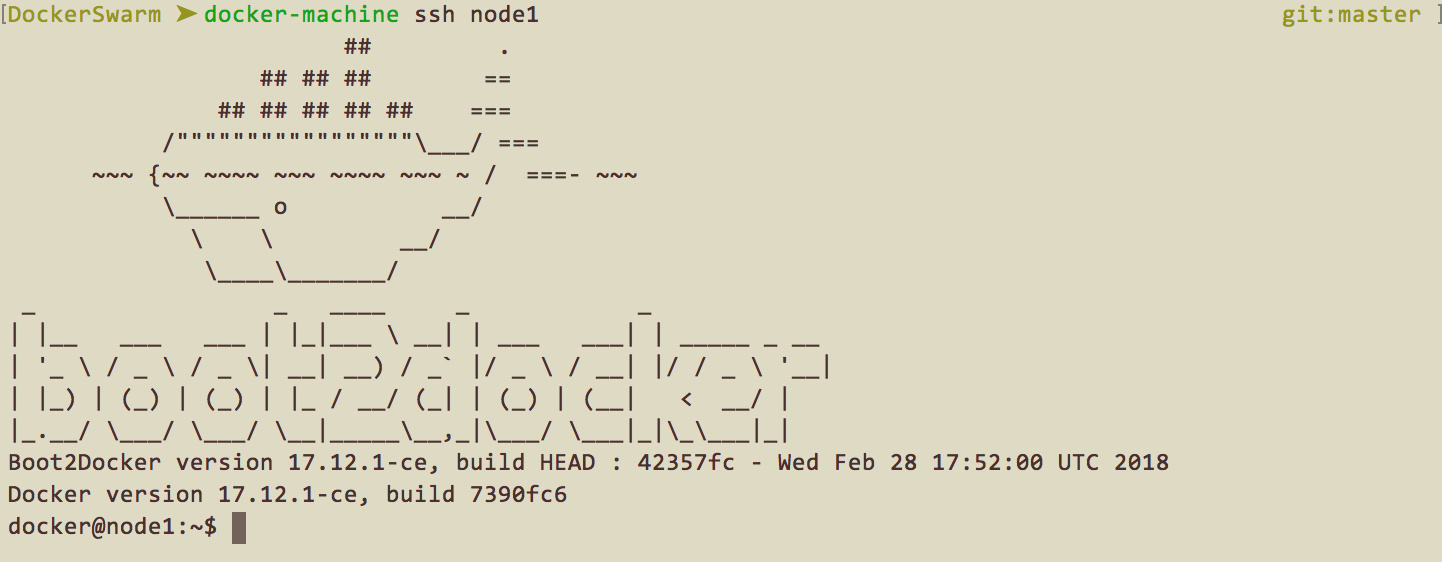 [DockerSwarm ➤ docker-machine ssh node1 git:master ]
                        ##         .
                  ## ## ##        ==
               ## ## ## ## ##    ===
           /"""""""""""""""""\___/ ===
      ~~~ {~~ ~~~~ ~~~ ~~~~ ~~~ ~ /  ===- ~~~
           \______ o           __/
             \    \         __/
              \____\_______/
 _                 _   ____     _            _
| |__   ___   ___ | |_|___ \ __| | ___   ___| | _____ _ __
| '_ \ / _ \ / _ \| __| __) / _` |/ _ \ / __| |/ / _ \ '__|
| |_) | (_) | (_) | |_ / __/ (_| | (_) | (__|   <  __/ |
|_.__/ \___/ \___/ \__|_____\__,_|\___/ \___|_|\_\___|_|
Boot2Docker version 17.12.1-ce, build HEAD : 42357fc - Wed Feb 28 17:52:00 UTC 2018
Docker version 17.12.1-ce, build 7390fc6
docker@node1:~$